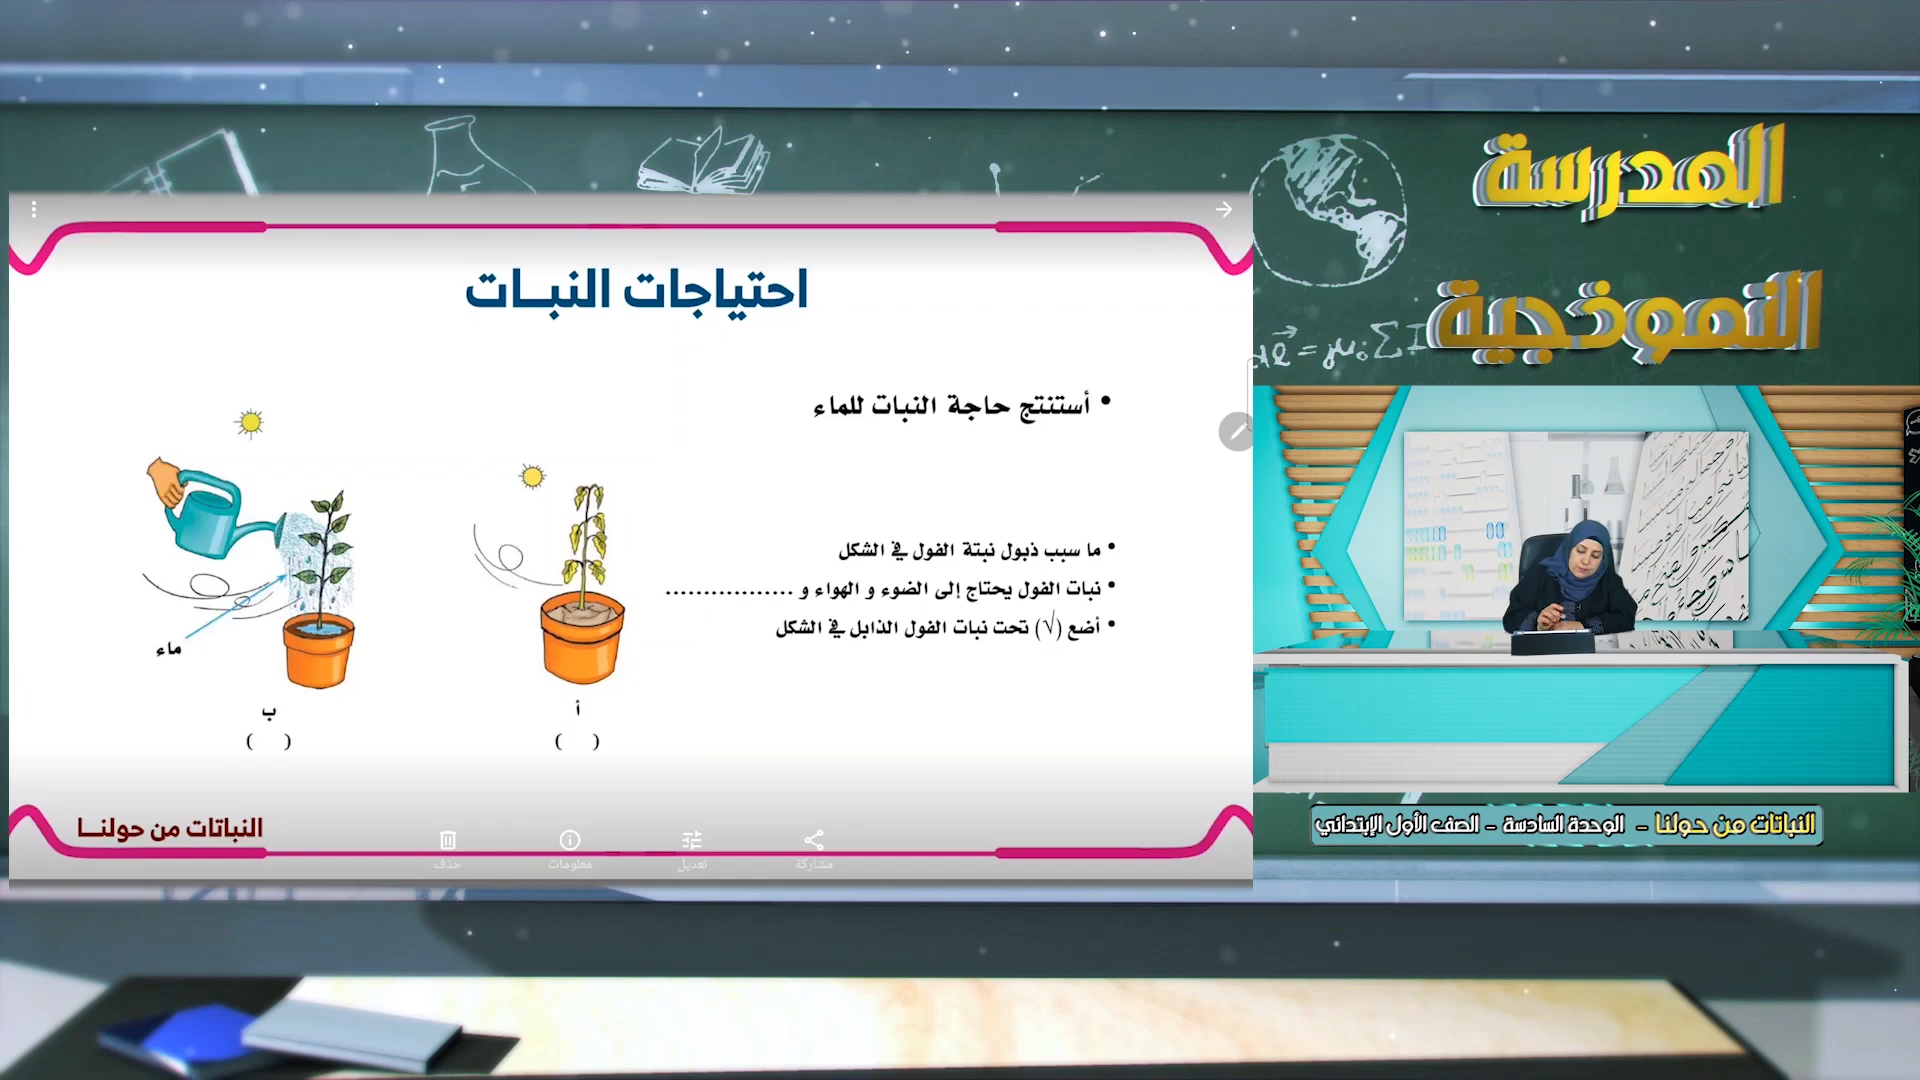 المدرسة
النموذجية
احتياجات النبــات
• أستنتج حاجة النبات للماء
• ما سبب ذبول نبتة الفول في الشكل
• نبات الفول يحتاج إلى الضوء و الهواء و .................
• أضع (√) تحت نبات الفول الذابل في الشكل
ماء
أ
ب
(    )
(    )
النباتات من حولنــا
مشاركة
تعديل
معلومات
حذف
النباتات من حولنا – الوحدة السادسة – الصف الأول الإبتدائي